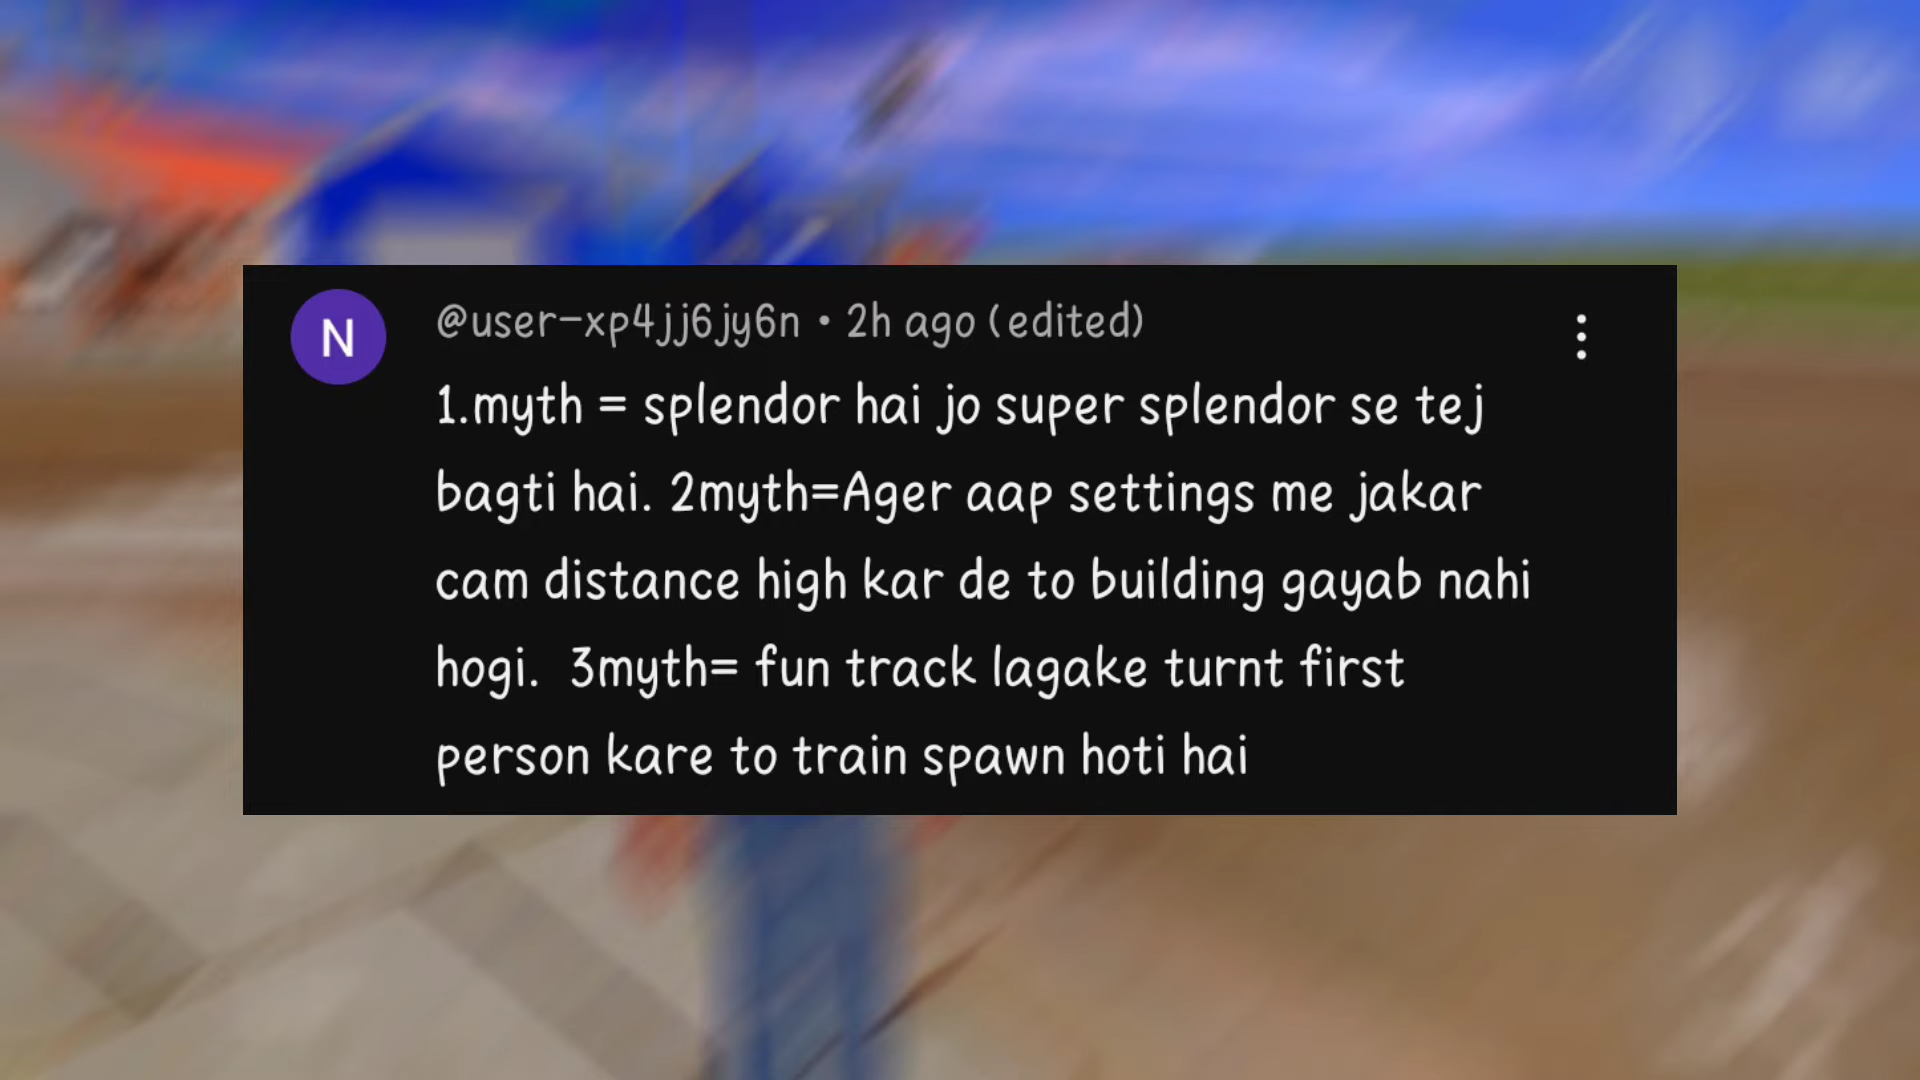 N
@user-xp4jj6jy6n • 2h ago (edited)
1.myth = splendor hai jo super splendor se tej
bagti hai. 2myth=Ager aap settings me jakar
cam distance high kar de to building gayab nahi
hogi.  3myth= fun track lagake turnt first
person kare to train spawn hoti hai